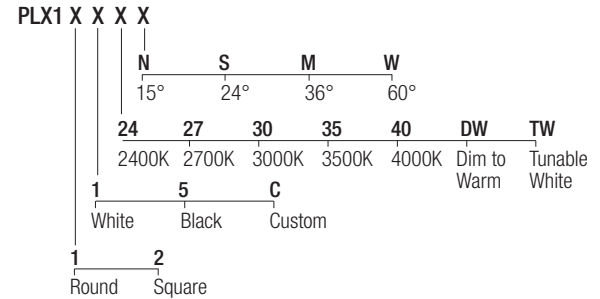 PLX1 X X X X
N S M W
15° 24° 36° 60°
24 27 30 35 40 DW TW
2400K 2700K 3000K 3500K 4000K Dim to Tunable
Warm White
1 5 C
White Black Custom
1 2
Round Square